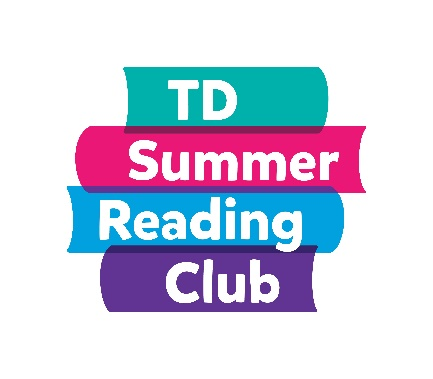 TD
Summer
Reading
Club